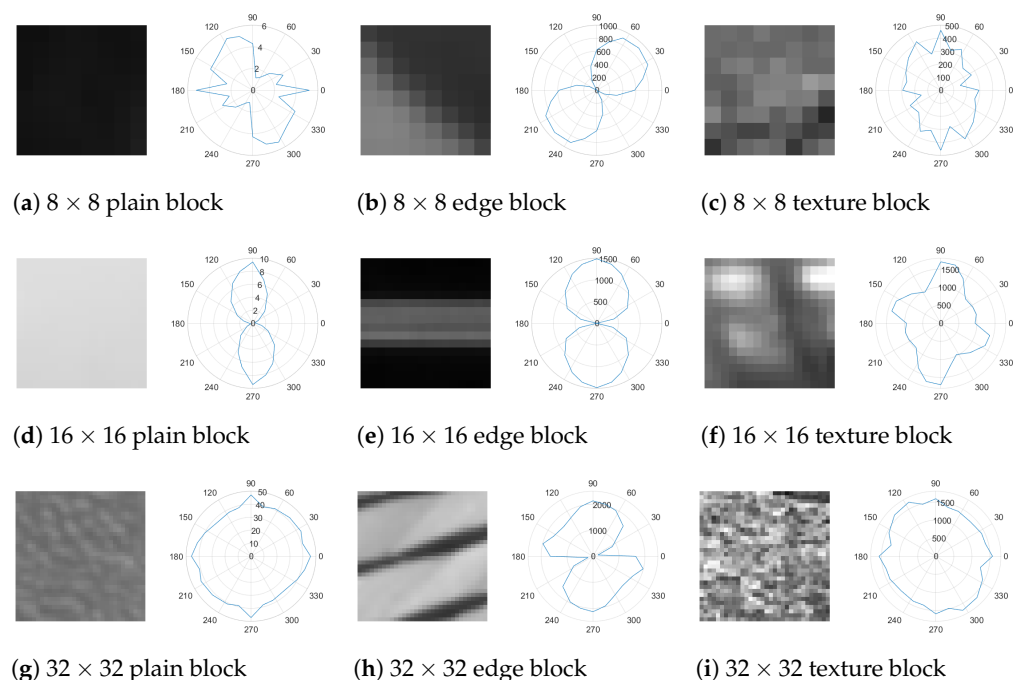 90
120 6 60
150 4 30
2
180 0 0
210 330
240 300
270
90
120 1000 60
800
150 600 30
400
200
180 0 0
210 330
240 300
270
90
120 500 60
400
150 300 30
200
100
180 0 0
210 330
240 300
270
(a) 8 × 8 plain block
(b) 8 × 8 edge block
(c) 8 × 8 texture block
90
120 10 60
8
150 6 30
4
2
180 0 0
210 330
240 300
270
90
120 1500 60
150 1000 30
500
180 0 0
210 330
240 300
270
90
120 60
1500
150 1000 30
500
180 0 0
210 330
240 300
270
(d) 16 × 16 plain block
(e) 16 × 16 edge block
(f) 16 × 16 texture block
90
120 50 60
40
150 30 30
20
10
180 0 0
210 330
240 300
270
90
120 60
2000
150 30
1000
180 0 0
210 330
240 300
270
90
120 60
1500
150 1000 30
500
180 0 0
210 330
240 300
270
(g) 32 × 32 plain block
(h) 32 × 32 edge block
(i) 32 × 32 texture block